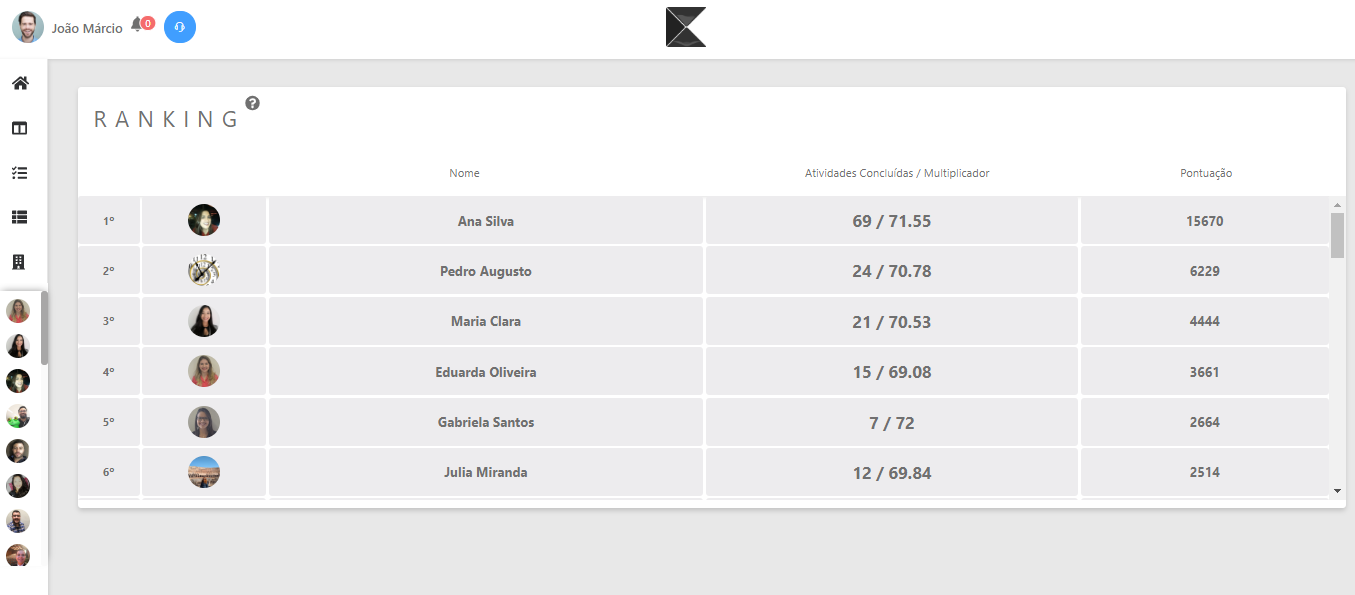 João Márcio 0
RANKING ?
Nome Atividades Concluídas / Multiplicador Pontuação
1º Ana Silva 69 / 71.55 15670
2º Pedro Augusto 24 / 70.78 6229
3º Maria Clara 21 / 70.53 4444
4º Eduarda Oliveira 15 / 69.08 3661
5º Gabriela Santos 7 / 72 2664
6º Julia Miranda 12 / 69.84 2514